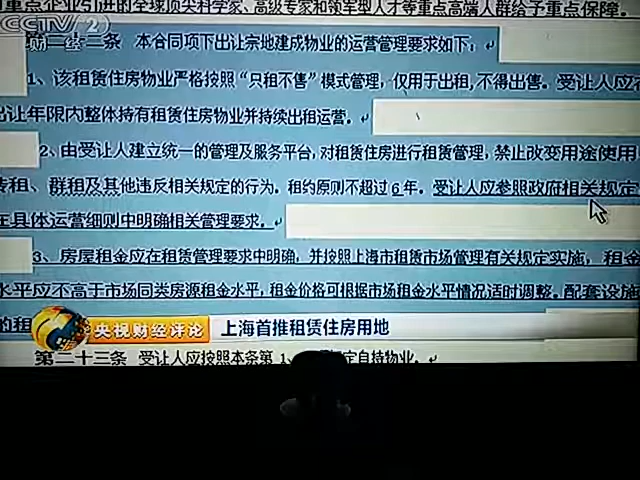 重点企业引进的全球顶尖科学家、高级专家和领军型人才等重点高端人群给予重点保障。
CCTV 2
财经
第二十二条 本合同项下出让宗地建成物业的运营管理要求如下：
1、该租赁住房物业严格按照“只租不售”模式管理，仅用于出租，不得出售。受让人应
出让年限内整体持有租赁住房物业并持续出租运营。
2、由受让人建立统一的管理及服务平台，对租赁住房进行租赁管理，禁止改变用途使用
转租、群租及其他违反相关规定的行为。租约原则不超过6年。受让人应参照政府相关规定
在具体运营细则中明确相关管理要求。
3、房屋租金应在租赁管理要求中明确，并按照上海市租赁市场管理有关规定实施，租金
水平应不高于市场同类房源租金水平，租金价格可根据市场租金水平情况适时调整。配套设施
的租
央视财经评论 上海首推租赁住房用地
第二十三条 受让人应按照本条第1、 定自持物业。